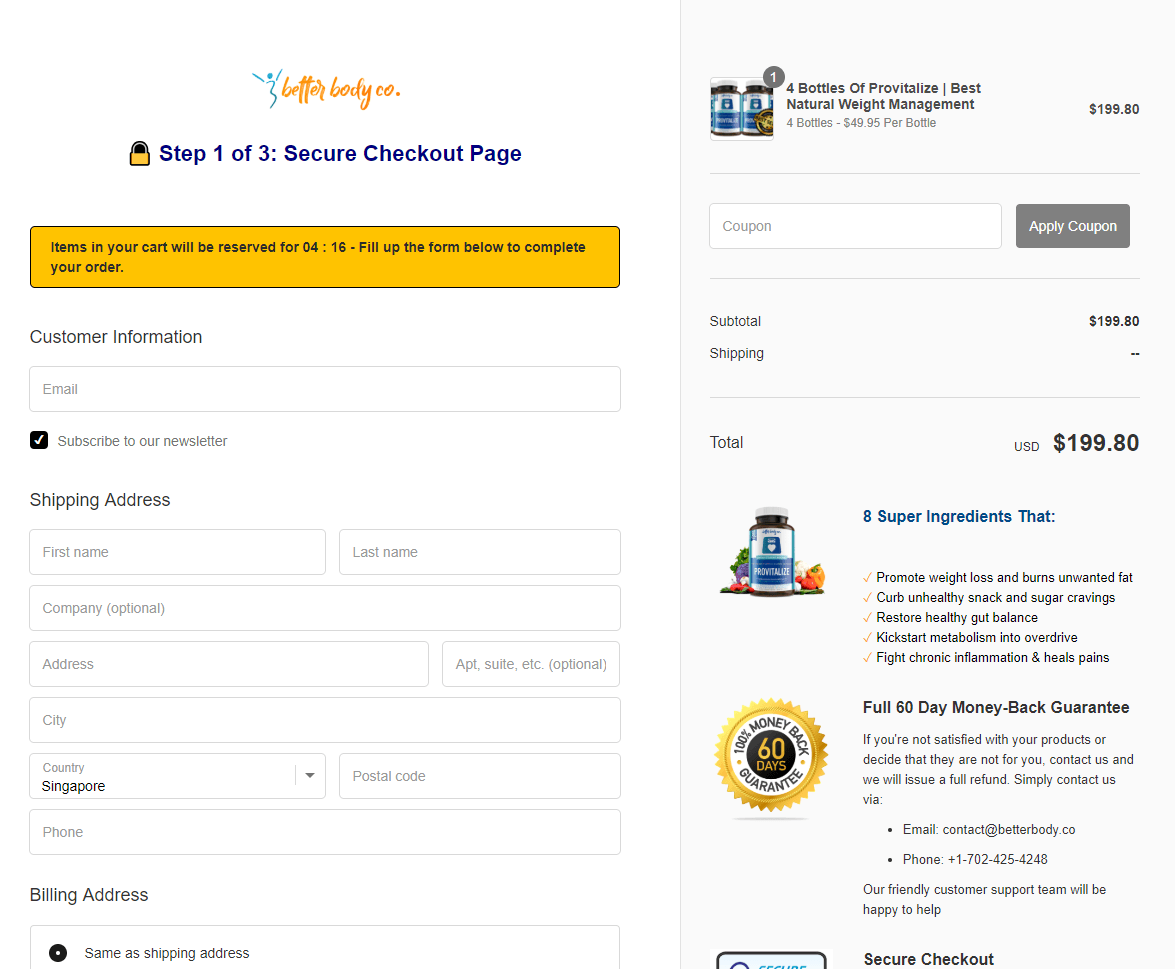 better body co.
Step 1 of 3: Secure Checkout Page
Items in your cart will be reserved for 04 : 16 - Fill up the form below to complete
your order.
Customer Information
Email
Subscribe to our newsletter
Shipping Address
First name
Last name
Company (optional)
Address
Apt, suite, etc. (optional)
City
Country
Singapore
Postal code
Phone
Billing Address
Same as shipping address
1
4 Bottles Of Provitalize | Best
Natural Weight Management
4 Bottles - $49.95 Per Bottle
$199.80
PROVITALIZE
Coupon
Apply Coupon
Subtotal
$199.80
Shipping
--
Total
USD $199.80
PROVITALIZE
8 Super Ingredients That:
✓ Promote weight loss and burns unwanted fat
✓ Curb unhealthy snack and sugar cravings
✓ Restore healthy gut balance
✓ Kickstart metabolism into overdrive
✓ Fight chronic inflammation & heals pains
100% MONEY BACK
60
DAYS
GUARANTEE
Full 60 Day Money-Back Guarantee
If you're not satisfied with your products or
decide that they are not for you, contact us and
we will issue a full refund. Simply contact us
via:
• Email: contact@betterbody.co
• Phone: +1-702-425-4248
Our friendly customer support team will be
happy to help
SECURE
Secure Checkout